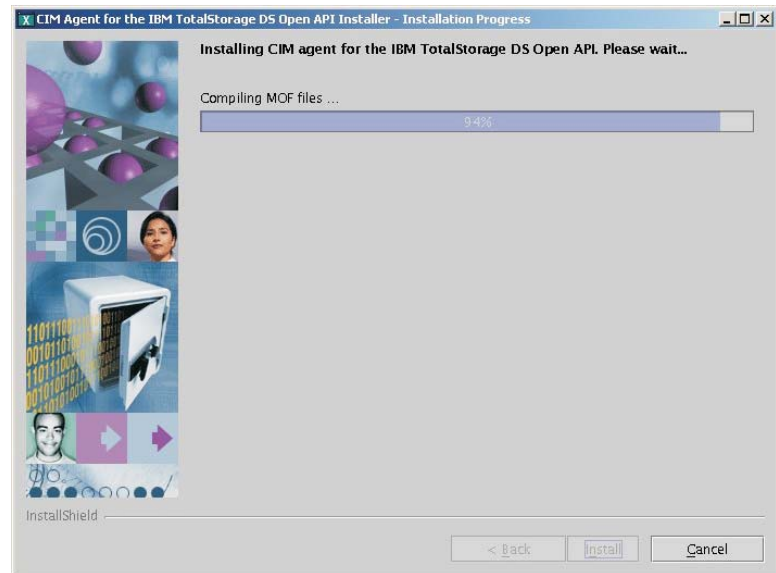 CIM Agent for the IBM TotalStorage DS Open API Installer - Installation Progress
Installing CIM agent for the IBM TotalStorage DS Open API. Please wait...
Compiling MOF files ...
94%
InstallShield
< Back
Install
Cancel